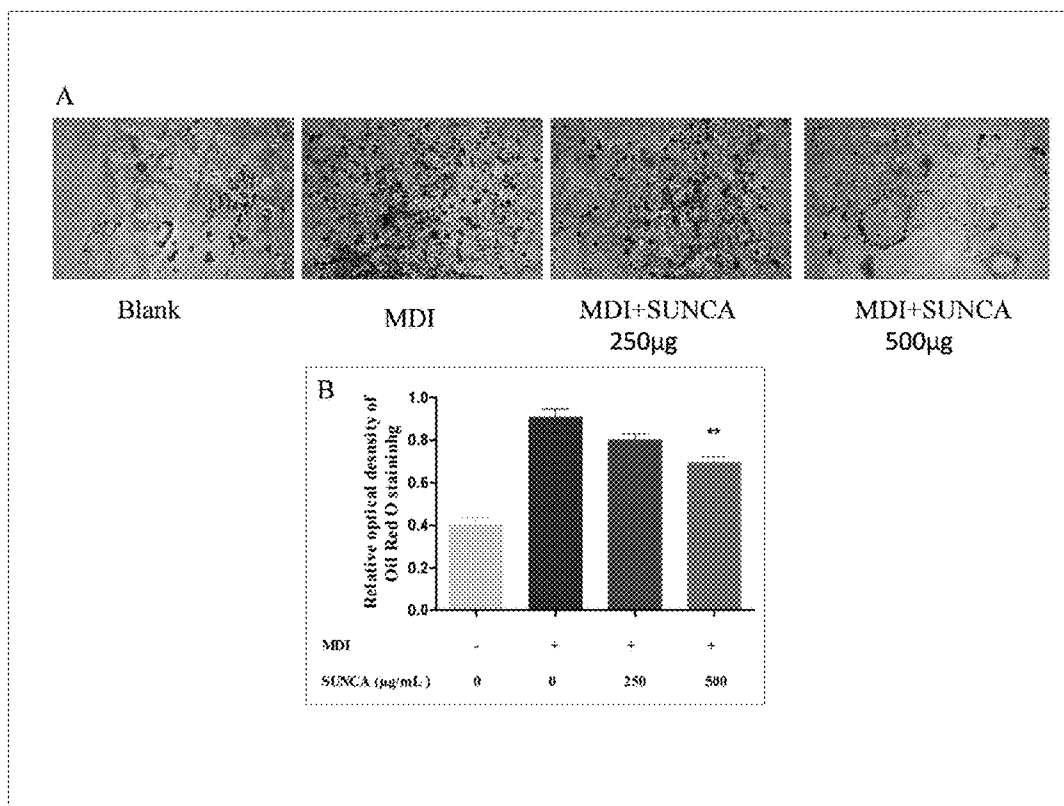 A
Blank
MDI
MDI+SUNCA
250µg
MDI+SUNCA
500µg
B
Relative optical desnsity of
Oil Red O staininhg
1.0
0.8
0.6
0.4
0.2
0.0
**
MDI - + + +
SUNCA (µg/mL) 0 0 250 500